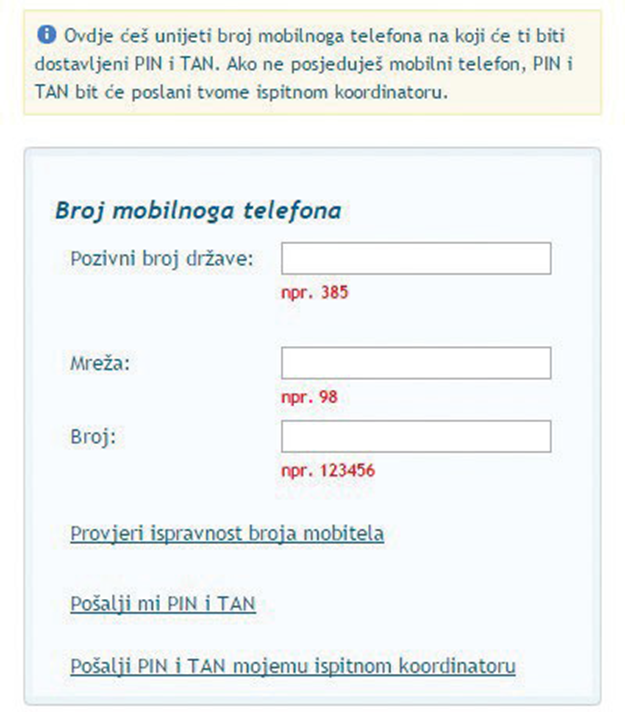 Ovdje ćeš unijeti broj mobilnoga telefona na koji će ti biti
dostavljeni PIN i TAN. Ako ne posjeduješ mobilni telefon, PIN i
TAN bit će poslani tvome ispitnom koordinatoru.
Broj mobilnoga telefona
Pozivni broj države:
npr. 385
Mreža:
npr. 98
Broj:
npr. 123456
Provjeri ispravnost broja mobitela
Pošalji mi PIN i TAN
Pošalji PIN i TAN mojemu ispitnom koordinatoru